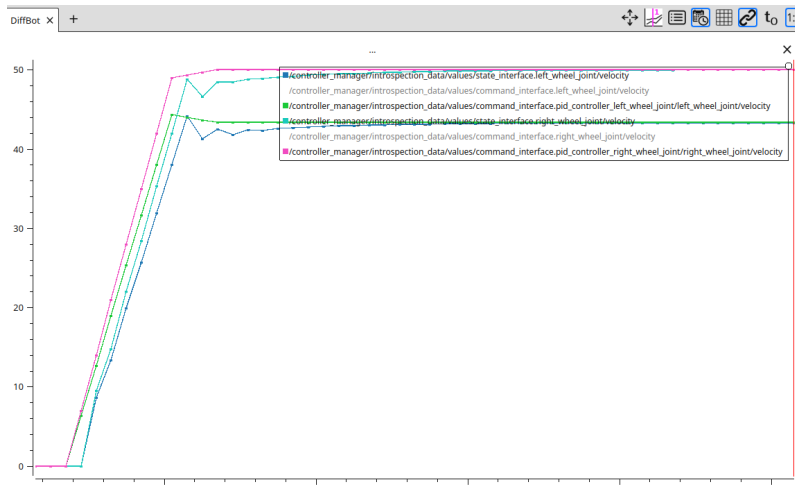 DiffBot × +
t₀ 1:
...
×
50
40
30
20
10
0
/controller_manager/introspection_data/values/state_interface.left_wheel_joint/velocity
/controller_manager/introspection_data/values/command_interface.left_wheel_joint/velocity
/controller_manager/introspection_data/values/command_interface.pid_controller_left_wheel_joint/left_wheel_joint/velocity
/controller_manager/introspection_data/values/state_interface.right_wheel_joint/velocity
/controller_manager/introspection_data/values/command_interface.right_wheel_joint/velocity
/controller_manager/introspection_data/values/command_interface.pid_controller_right_wheel_joint/right_wheel_joint/velocity